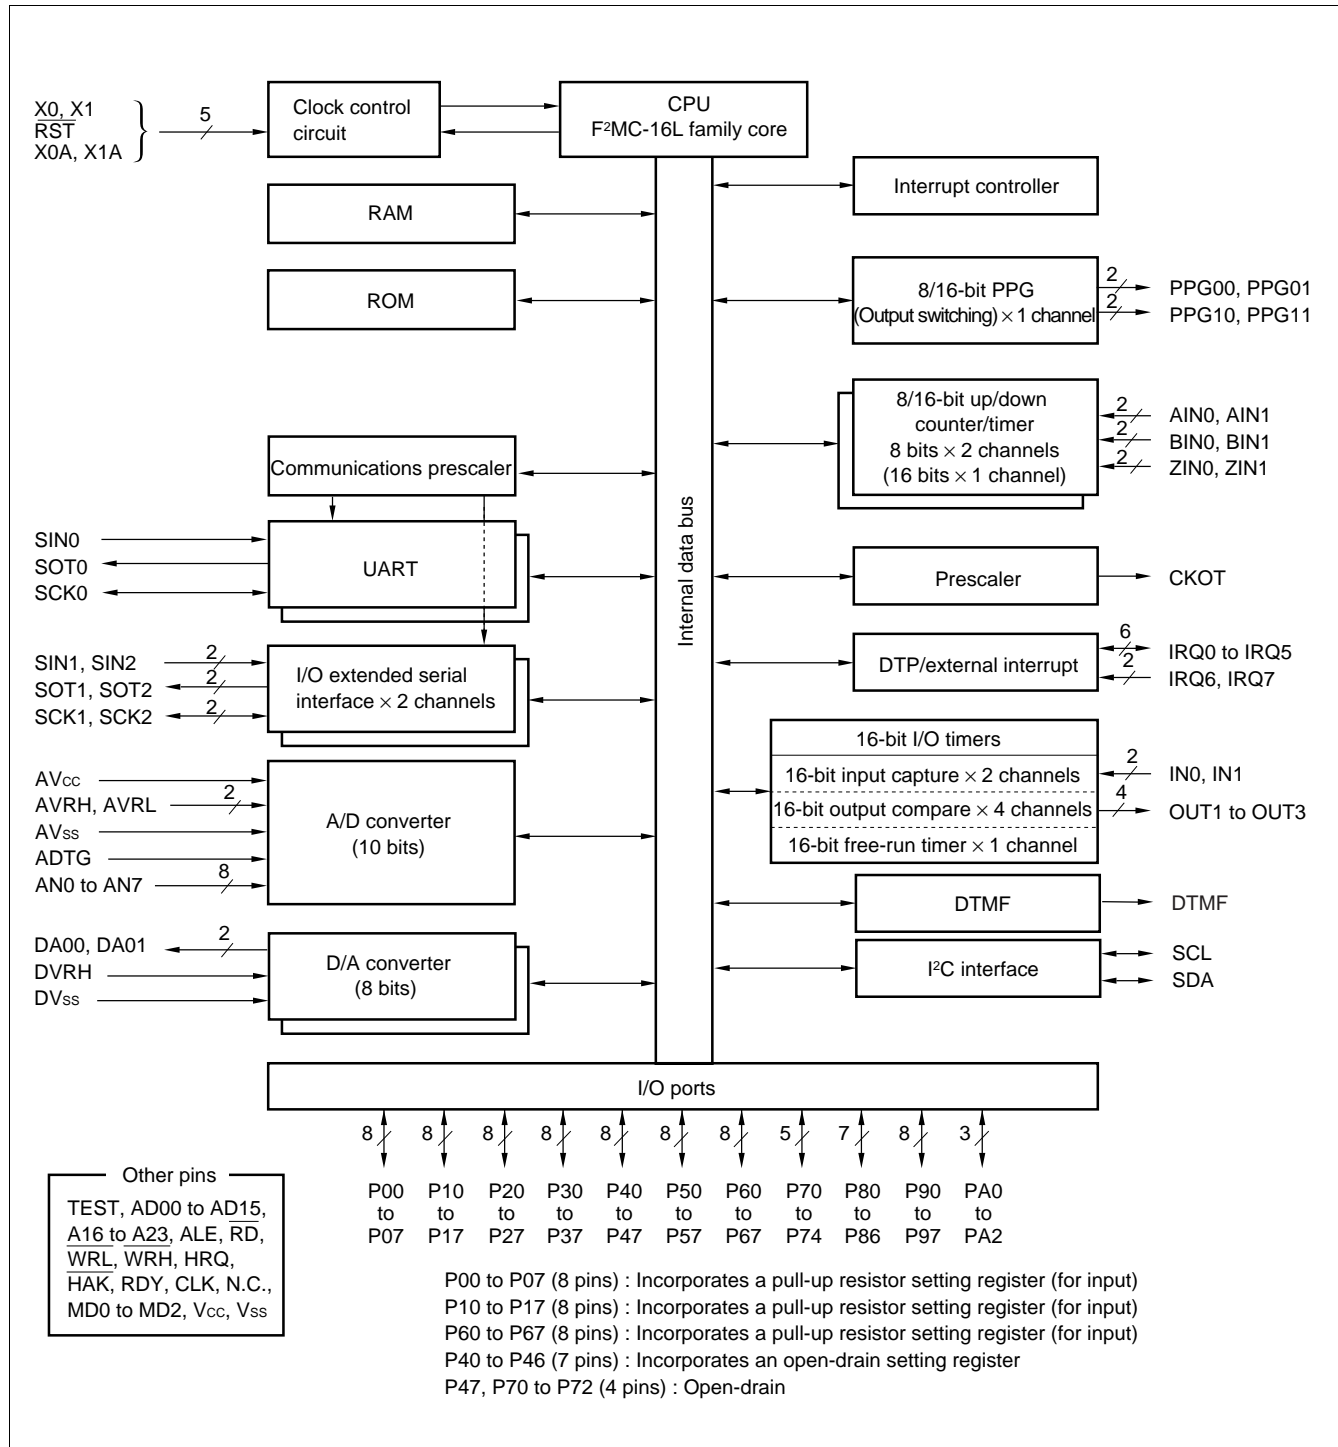 X0, X1
RST
X0A, X1A
5
Clock control
circuit
CPU
F²MC-16L family core
Interrupt controller
RAM
ROM
8/16-bit PPG
(Output switching) × 1 channel
2
PPG00, PPG01
2
PPG10, PPG11
8/16-bit up/down
counter/timer
8 bits × 2 channels
(16 bits × 1 channel)
2
AIN0, AIN1
2
BIN0, BIN1
2
ZIN0, ZIN1
Communications prescaler
Internal data bus
SIN0
SOT0
SCK0
UART
Prescaler
CKOT
SIN1, SIN2
2
SOT1, SOT2
2
SCK1, SCK2
2
I/O extended serial
interface × 2 channels
DTP/external interrupt
6
IRQ0 to IRQ5
2
IRQ6, IRQ7
16-bit I/O timers
16-bit input capture × 2 channels
16-bit output compare × 4 channels
16-bit free-run timer × 1 channel
2
IN0, IN1
4
OUT1 to OUT3
AVCC
AVRH, AVRL
2
AVSS
ADTG
AN0 to AN7
8
A/D converter
(10 bits)
DTMF
DTMF
DA00, DA01
2
DVRH
DVSS
D/A converter
(8 bits)
I²C interface
SCL
SDA
I/O ports
8 8 8 8 8 8 8 5 7 8 3
P00 P10 P20 P30 P40 P50 P60 P70 P80 P90 PA0
to to to to to to to to to to to
P07 P17 P27 P37 P47 P57 P67 P74 P86 P97 PA2
Other pins
TEST, AD00 to AD15,
A16 to A23, ALE, RD,
WRL, WRH, HRQ,
HAK, RDY, CLK, N.C.,
MD0 to MD2, VCC, VSS
P00 to P07 (8 pins) : Incorporates a pull-up resistor setting register (for input)
P10 to P17 (8 pins) : Incorporates a pull-up resistor setting register (for input)
P60 to P67 (8 pins) : Incorporates a pull-up resistor setting register (for input)
P40 to P46 (7 pins) : Incorporates an open-drain setting register
P47, P70 to P72 (4 pins) : Open-drain